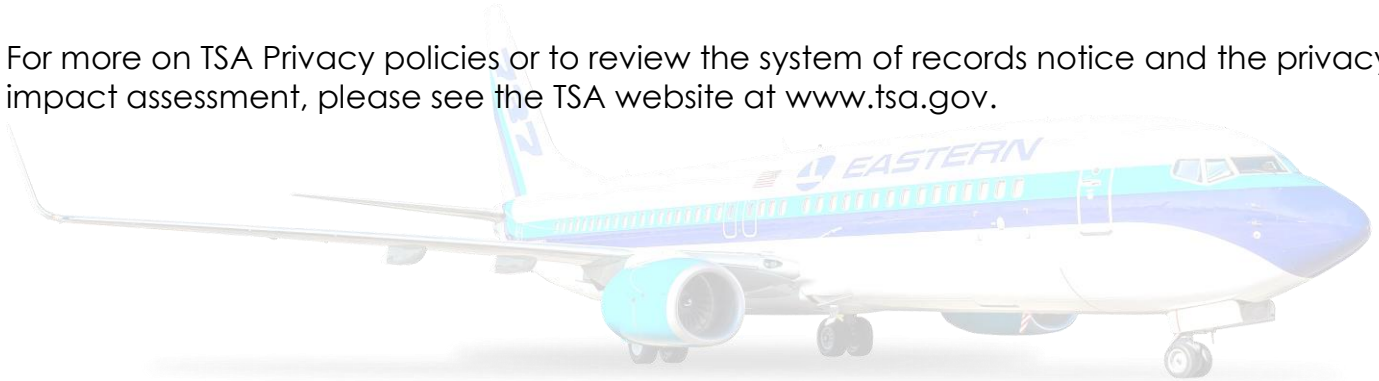 For more on TSA Privacy policies or to review the system of records notice and the privacy
impact assessment, please see the TSA website at www.tsa.gov.
EASTERN